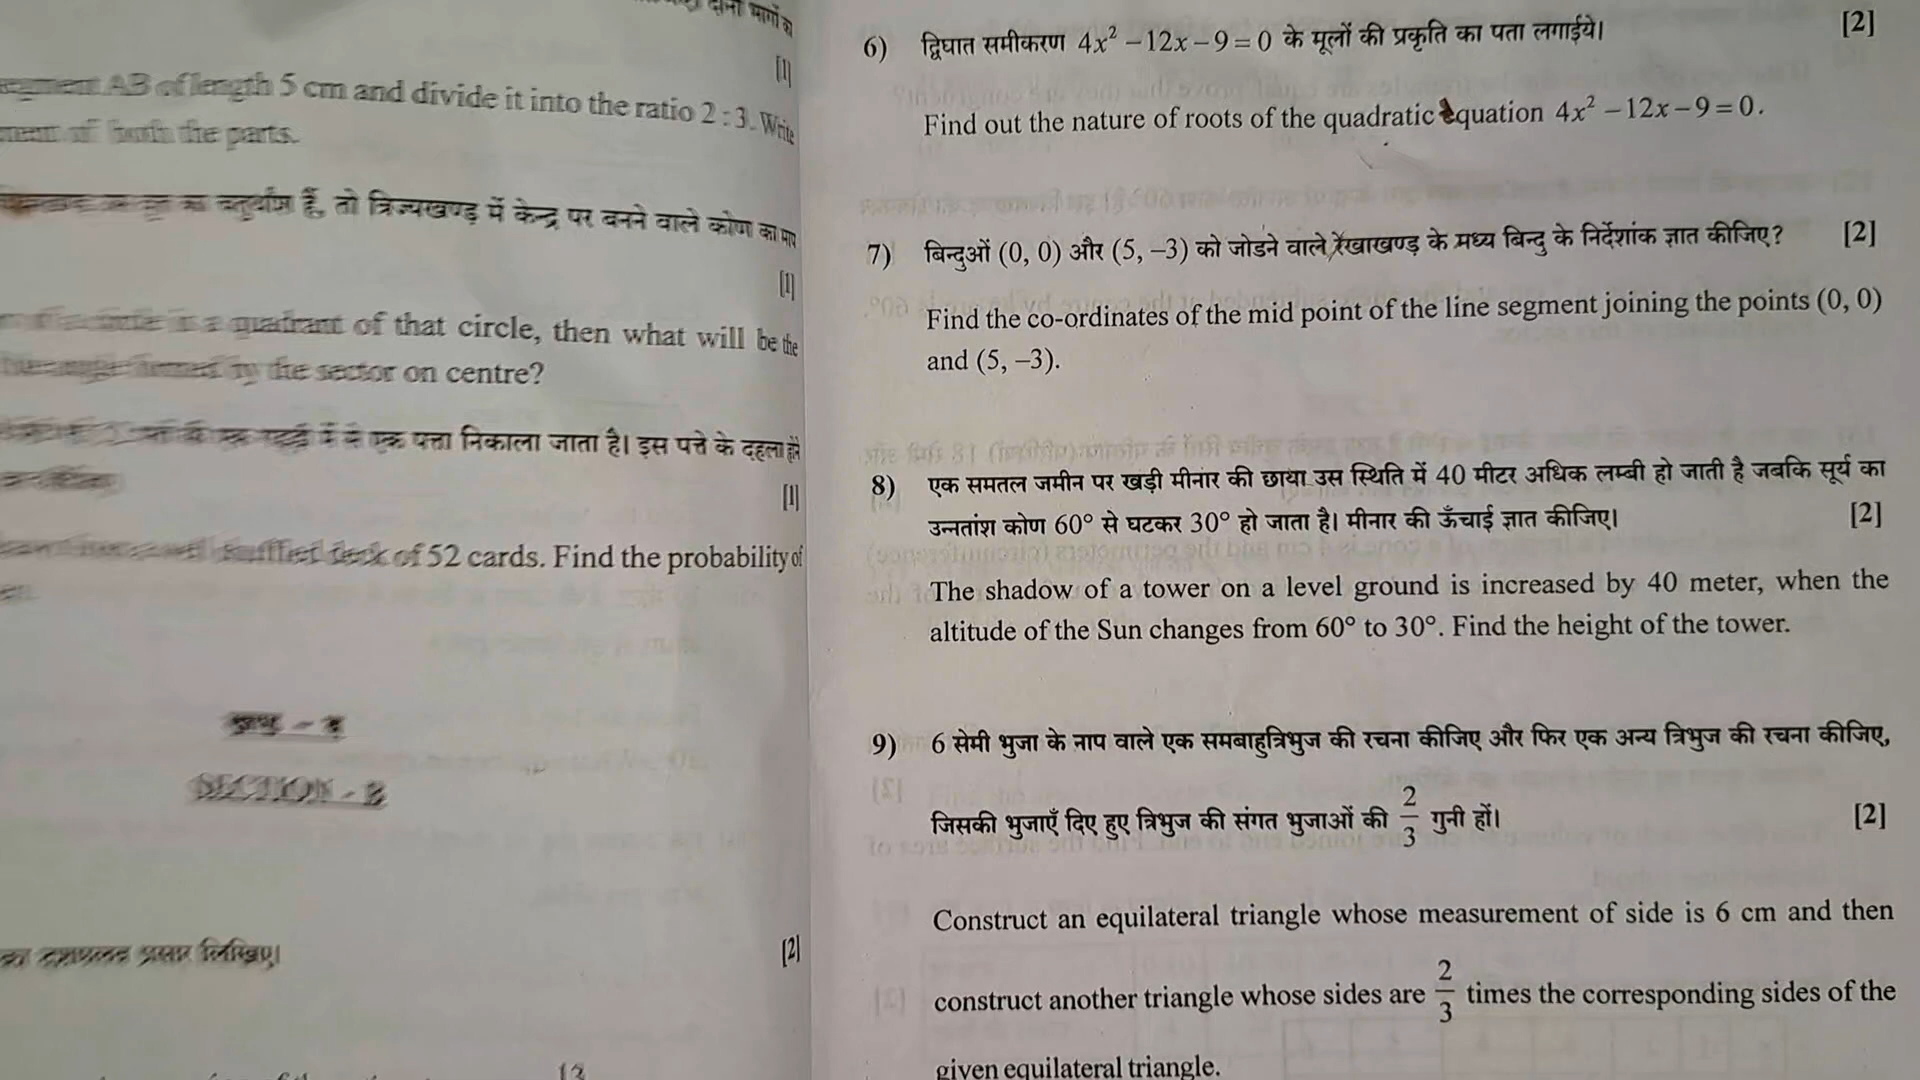 दोनों भागों का
[1]
segment AB of length 5 cm and divide it into the ratio 2 : 3. Write
of both the parts.
चतुर्थांश हैं, तो त्रिज्यखण्ड में केन्द्र पर बनने वाले कोण का माप
[1]
is a quadrant of that circle, then what will be the
formed by the sector on centre?
में से एक पत्ता निकाला जाता है। इस पत्ते के दहला होने
[1]
shuffled deck of 52 cards. Find the probability of
SECTION - B
प्रसार लिखिए।
[2]
13
6) द्विघात समीकरण 4x² – 12x – 9 = 0 के मूलों की प्रकृति का पता लगाईये। [2]
Find out the nature of roots of the quadratic equation 4x² – 12x – 9 = 0.
7) बिन्दुओं (0, 0) और (5, –3) को जोडने वाले रेखाखण्ड के मध्य बिन्दु के निर्देशांक ज्ञात कीजिए? [2]
Find the co-ordinates of the mid point of the line segment joining the points (0, 0)
and (5, –3).
8) एक समतल जमीन पर खड़ी मीनार की छाया उस स्थिति में 40 मीटर अधिक लम्बी हो जाती है जबकि सूर्य का
उन्नतांश कोण 60° से घटकर 30° हो जाता है। मीनार की ऊँचाई ज्ञात कीजिए। [2]
The shadow of a tower on a level ground is increased by 40 meter, when the
altitude of the Sun changes from 60° to 30°. Find the height of the tower.
9) 6 सेमी भुजा के नाप वाले एक समबाहुत्रिभुज की रचना कीजिए और फिर एक अन्य त्रिभुज की रचना कीजिए,
जिसकी भुजाएँ दिए हुए त्रिभुज की संगत भुजाओं की 2/3 गुनी हों। [2]
Construct an equilateral triangle whose measurement of side is 6 cm and then
construct another triangle whose sides are 2/3 times the corresponding sides of the
given equilateral triangle.